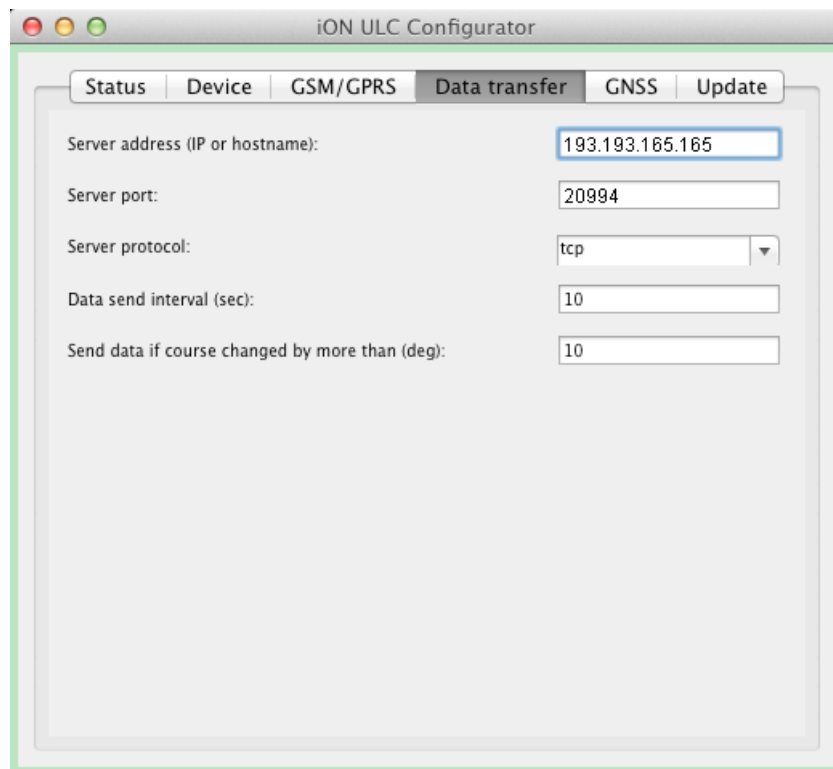 iON ULC Configurator
Status Device GSM/GPRS Data transfer GNSS Update
Server address (IP or hostname): 193.193.165.165
Server port: 20994
Server protocol: tcp
Data send interval (sec): 10
Send data if course changed by more than (deg): 10